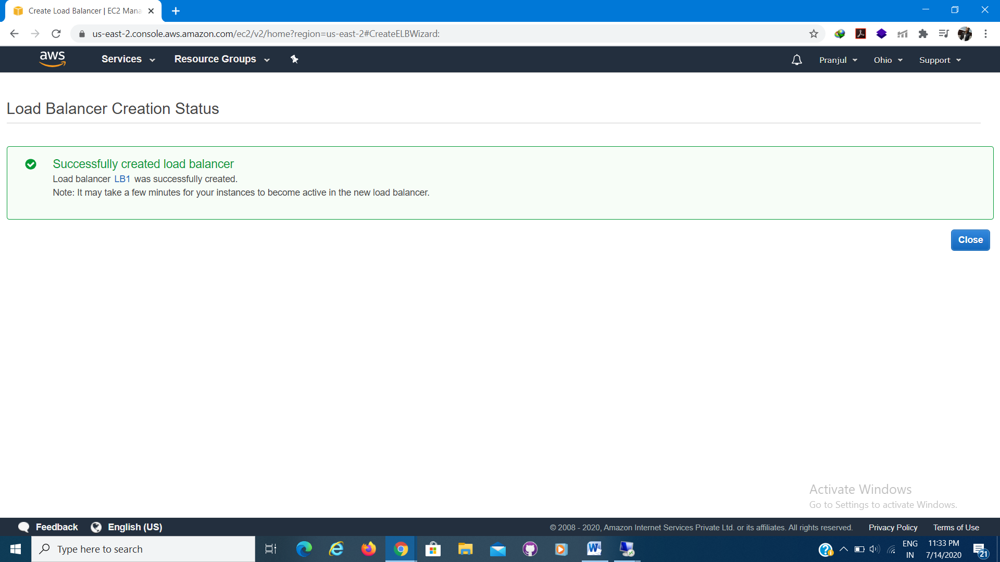 Create Load Balancer | EC2 Mana
us-east-2.console.aws.amazon.com/ec2/v2/home?region=us-east-2#CreateELBWizard:
aws
Services
Resource Groups
Pranjul
Ohio
Support
Load Balancer Creation Status
Successfully created load balancer
Load balancer LB1 was successfully created.
Note: It may take a few minutes for your instances to become active in the new load balancer.
Close
Activate Windows
Go to Settings to activate Windows.
Feedback
English (US)
© 2008 - 2020, Amazon Internet Services Private Ltd. or its affiliates. All rights reserved.
Privacy Policy
Terms of Use
Type here to search
ENG
IN
11:33 PM
7/14/2020
21